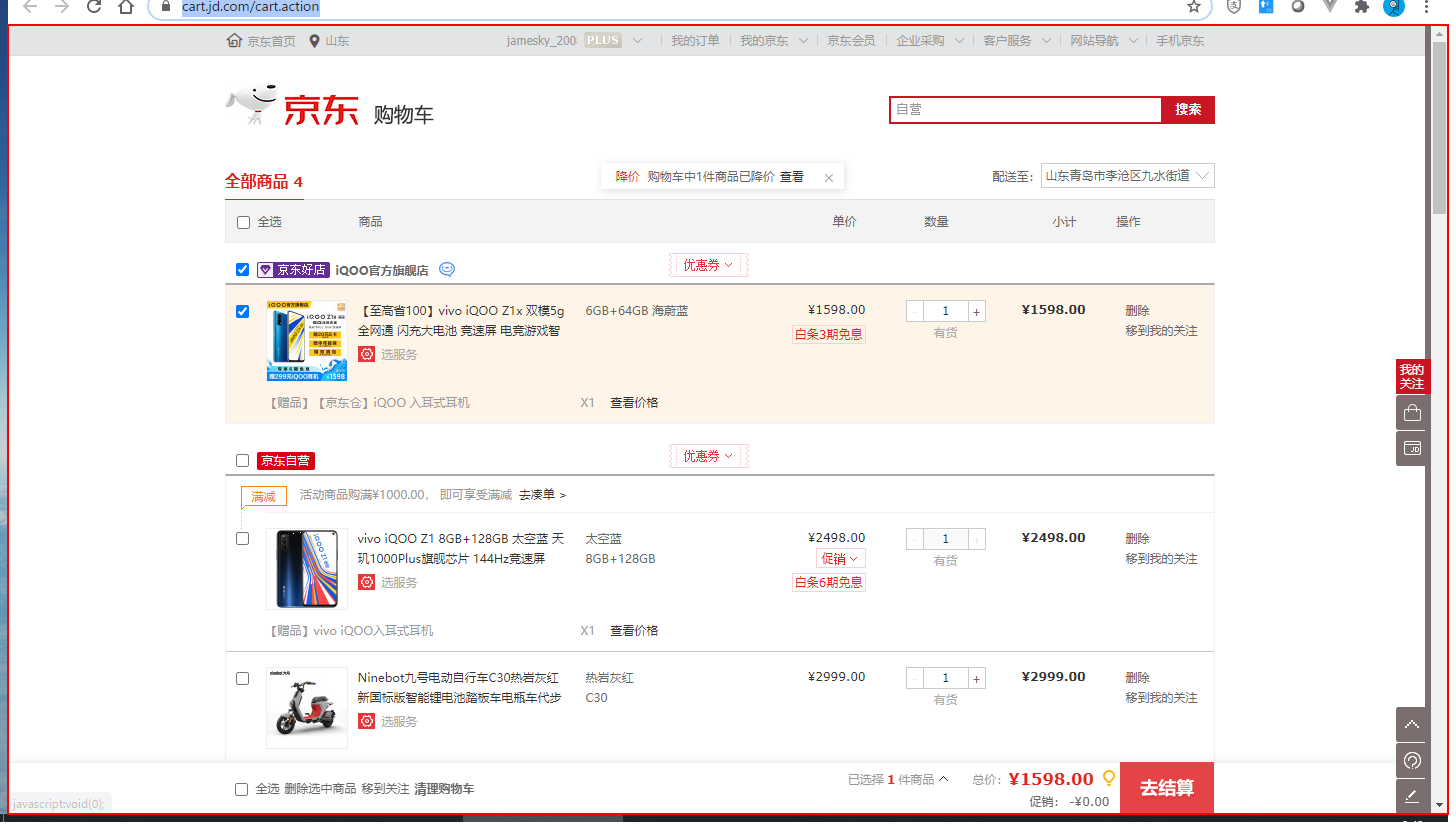 cart.jd.com/cart.action
京东首页 山东 jamesky_200 PLUS 我的订单 我的京东 京东会员 企业采购 客户服务 网站导航 手机京东
京东 购物车 自营 搜索
全部商品 4 降价 购物车中1件商品已降价 查看 配送至: 山东青岛市李沧区九水街道
全选 商品 单价 数量 小计 操作
京东好店 iQOO官方旗舰店 优惠券
【至高省100】vivo iQOO Z1x 双模5g 6GB+64GB 海蔚蓝 ¥1598.00 - 1 + ¥1598.00 删除
全网通 闪充大电池 竞速屏 电竞游戏智 白条3期免息 有货 移到我的关注
选服务
【赠品】【京东仓】iQOO 入耳式耳机 X1 查看价格
我的
关注
京东自营 优惠券
满减 活动商品购满¥1000.00, 即可享受满减 去凑单 >
vivo iQOO Z1 8GB+128GB 太空蓝 天 太空蓝 ¥2498.00 - 1 + ¥2498.00 删除
玑1000Plus旗舰芯片 144Hz竞速屏 8GB+128GB 促销 有货 移到我的关注
选服务 白条6期免息
【赠品】vivo iQOO入耳式耳机 X1 查看价格
Ninebot九号电动自行车C30热岩灰红 热岩灰红 ¥2999.00 - 1 + ¥2999.00 删除
新国标版智能锂电池踏板车电瓶车代步 C30 有货 移到我的关注
选服务
全选 删除选中商品 移到关注 清理购物车 已选择 1 件商品 总价: ¥1598.00 去结算
促销: -¥0.00
javascript:void(0);